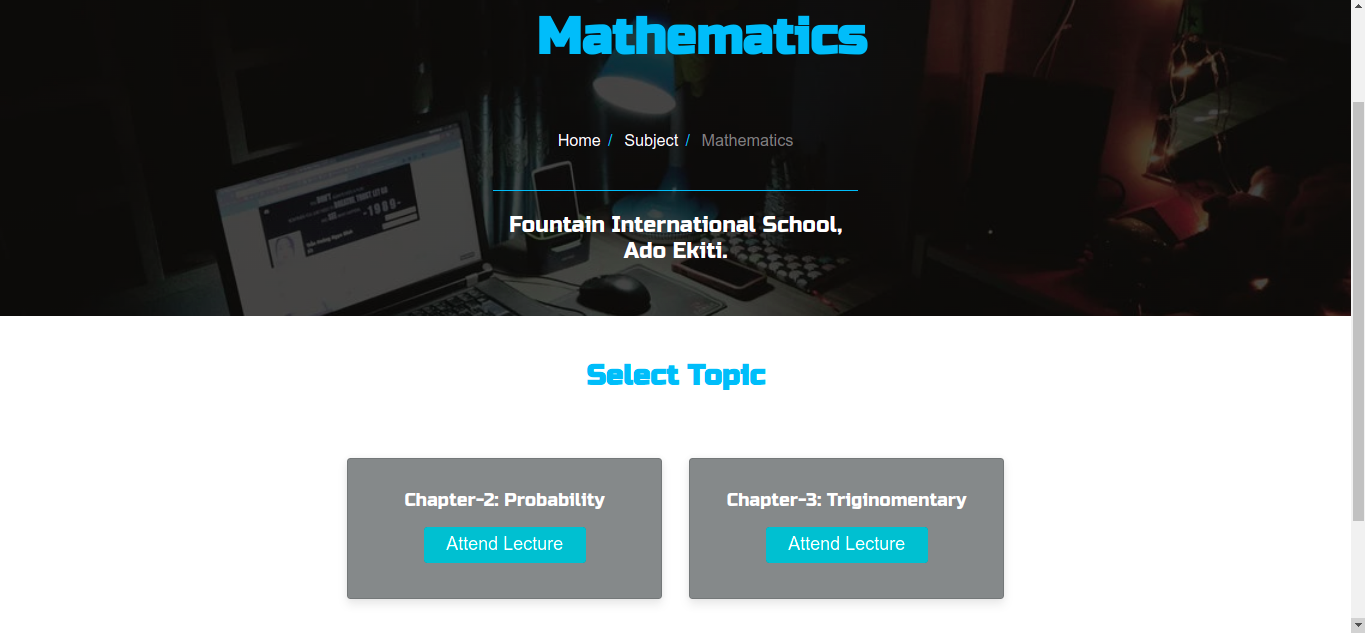 Mathematics
Home / Subject / Mathematics
Fountain International School,
Ado Ekiti.
Select Topic
Chapter-2: Probability
Chapter-3: Triginomentary
Attend Lecture
Attend Lecture